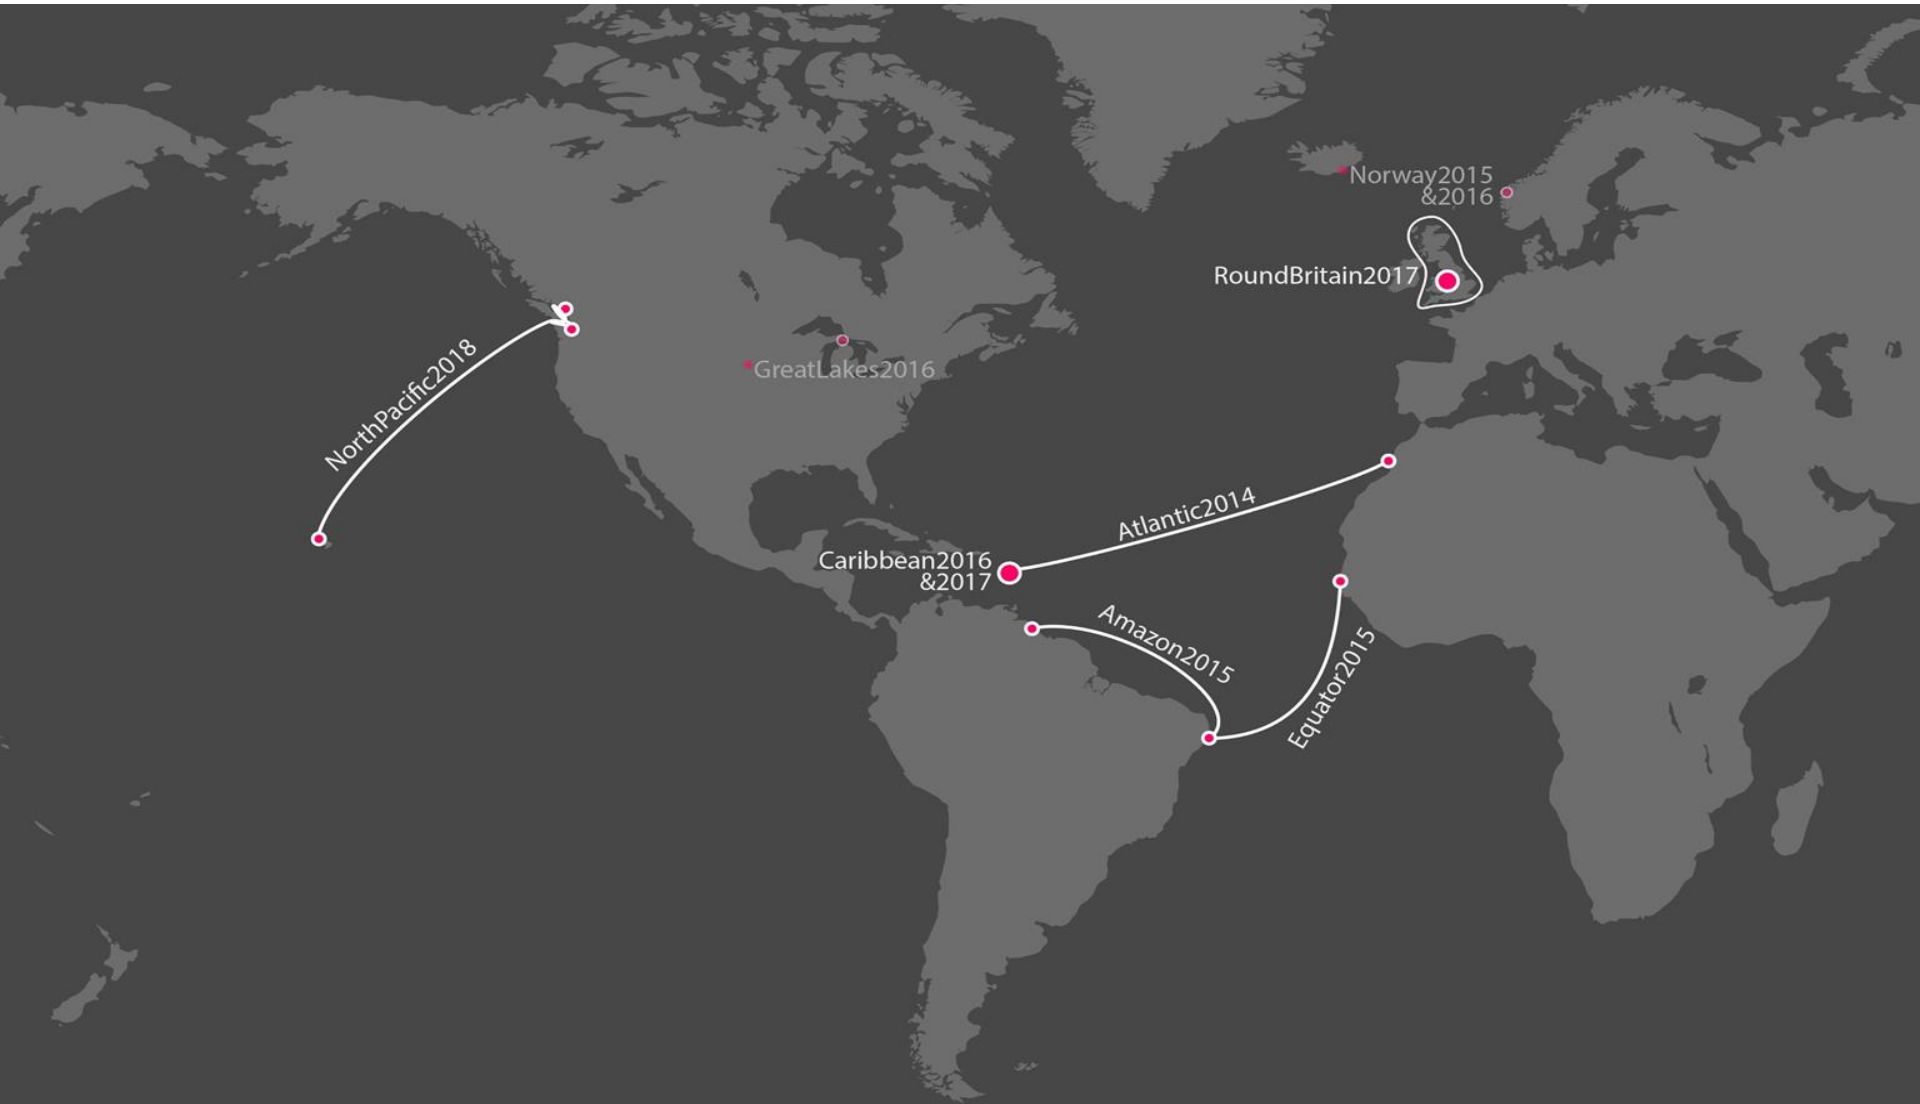 *Norway2015
&2016
RoundBritain2017
NorthPacific2018
*GreatLakes2016
Atlantic2014
Caribbean2016
&2017
Amazon2015
Equator2015